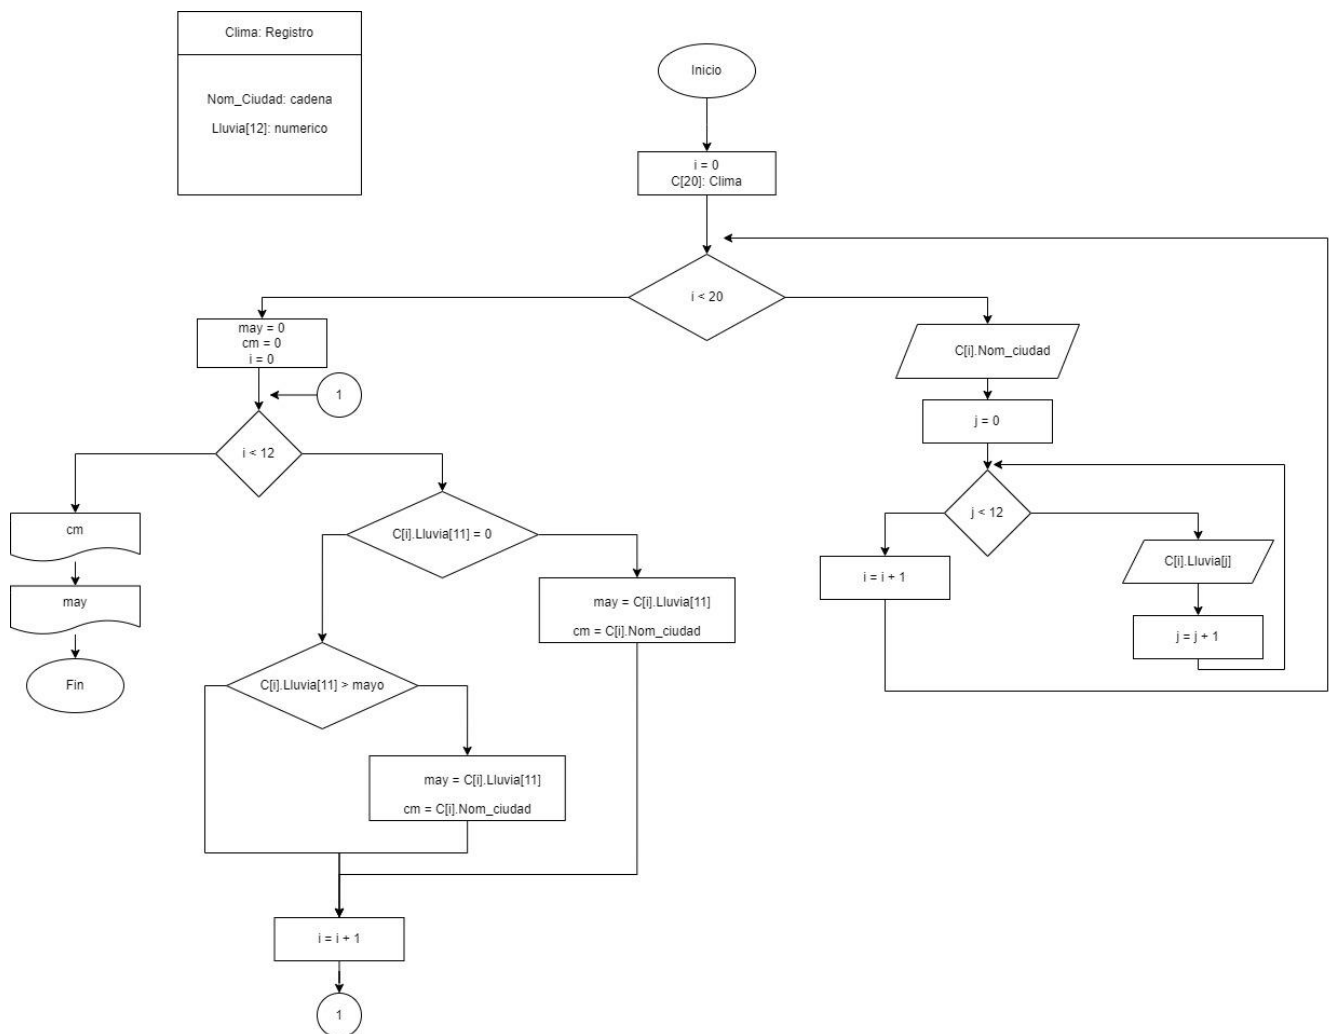 Clima: Registro
Nom_Ciudad: cadena
Lluvia[12]: numerico
Inicio
i = 0
C[20]: Clima
i < 20
may = 0
cm = 0
i = 0
1
i < 12
cm
may
Fin
C[i].Lluvia[11] = 0
may = C[i].Lluvia[11]
cm = C[i].Nom_ciudad
C[i].Lluvia[11] > mayo
may = C[i].Lluvia[11]
cm = C[i].Nom_ciudad
i = i + 1
1
C[i].Nom_ciudad
j = 0
j < 12
i = i + 1
C[i].Lluvia[j]
j = j + 1